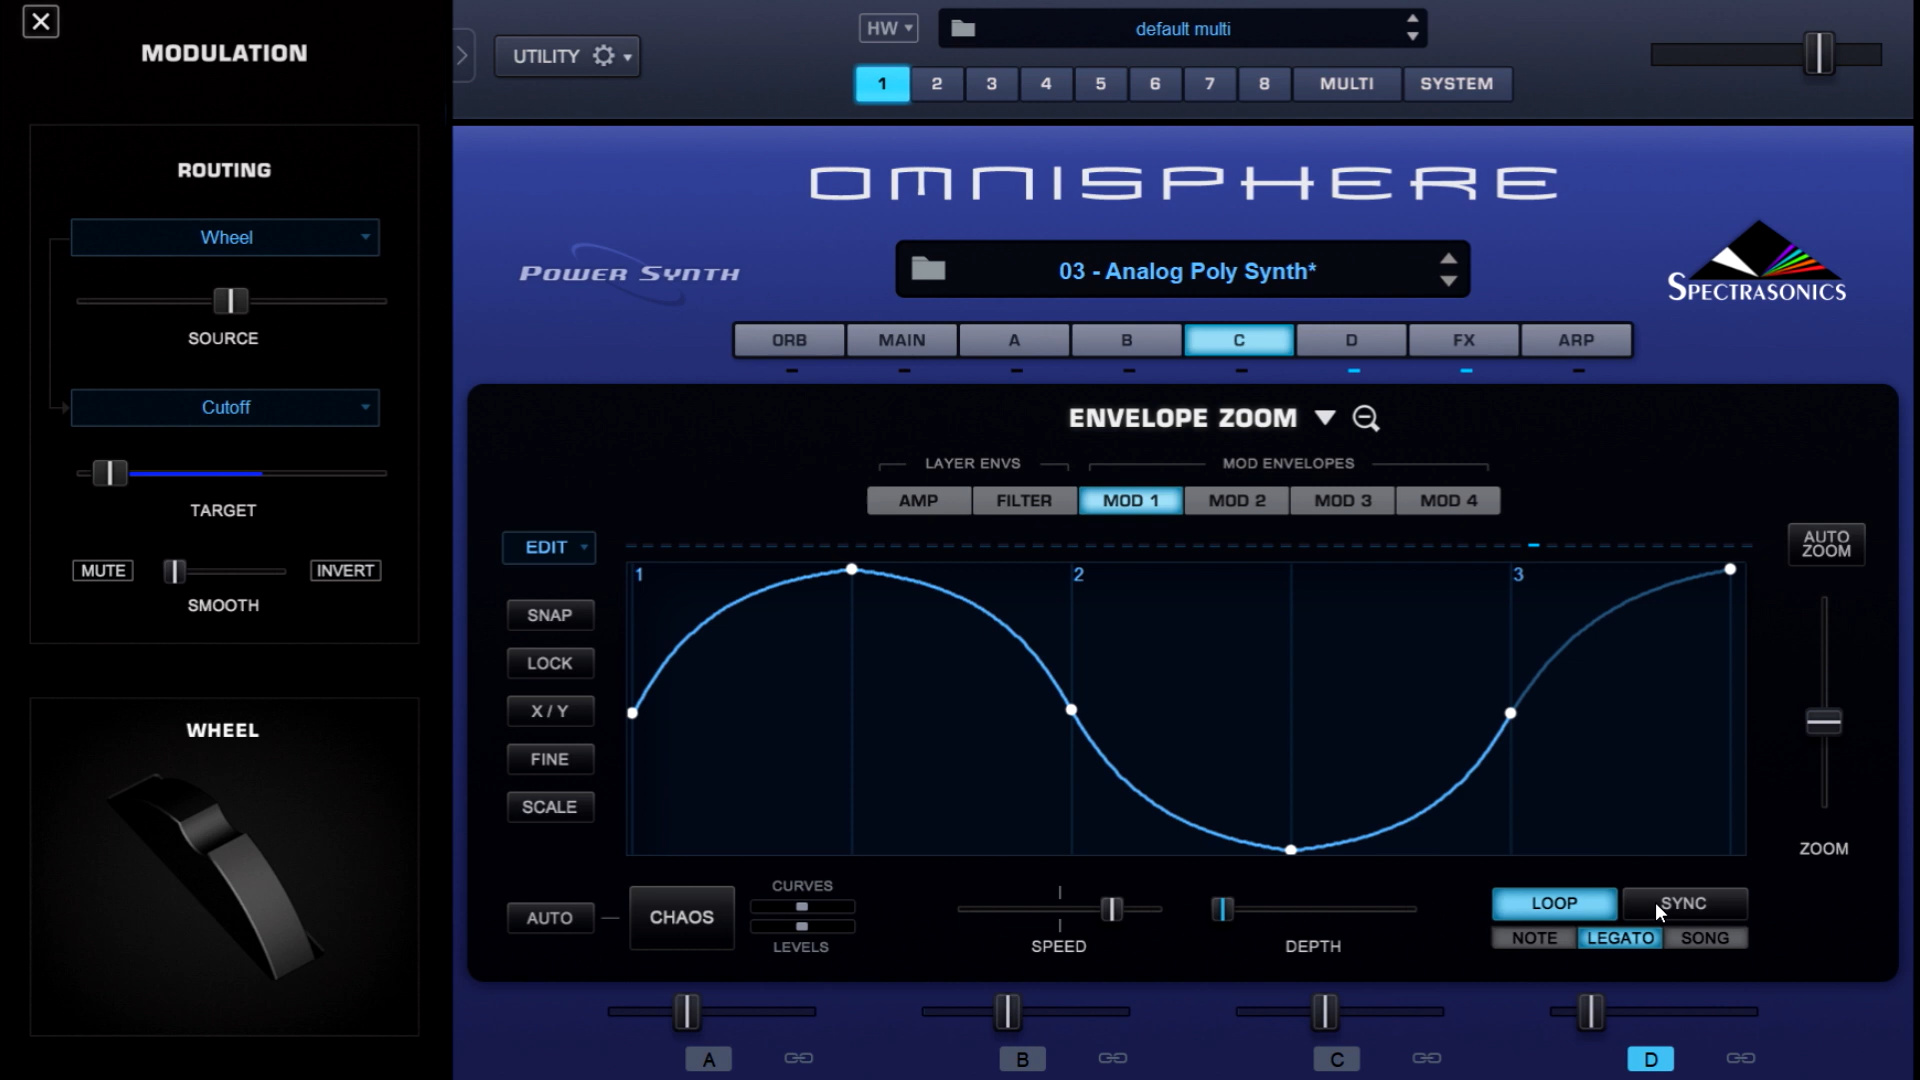 MODULATION
ROUTING
Wheel
SOURCE
Cutoff
TARGET
MUTE
INVERT
SMOOTH
WHEEL
UTILITY
HW
default multi
1 2 3 4 5 6 7 8 MULTI SYSTEM
OMNISPHERE
POWER SYNTH
03 - Analog Poly Synth*
SPECTRASONICS
ORB MAIN A B C D FX ARP
ENVELOPE ZOOM
LAYER ENVS MOD ENVELOPES
AMP FILTER MOD 1 MOD 2 MOD 3 MOD 4
EDIT
AUTO
ZOOM
1 2 3
SNAP
LOCK
X / Y
FINE
SCALE
ZOOM
AUTO
CHAOS
CURVES
LEVELS
SPEED
DEPTH
LOOP SYNC
NOTE LEGATO SONG
A B C D